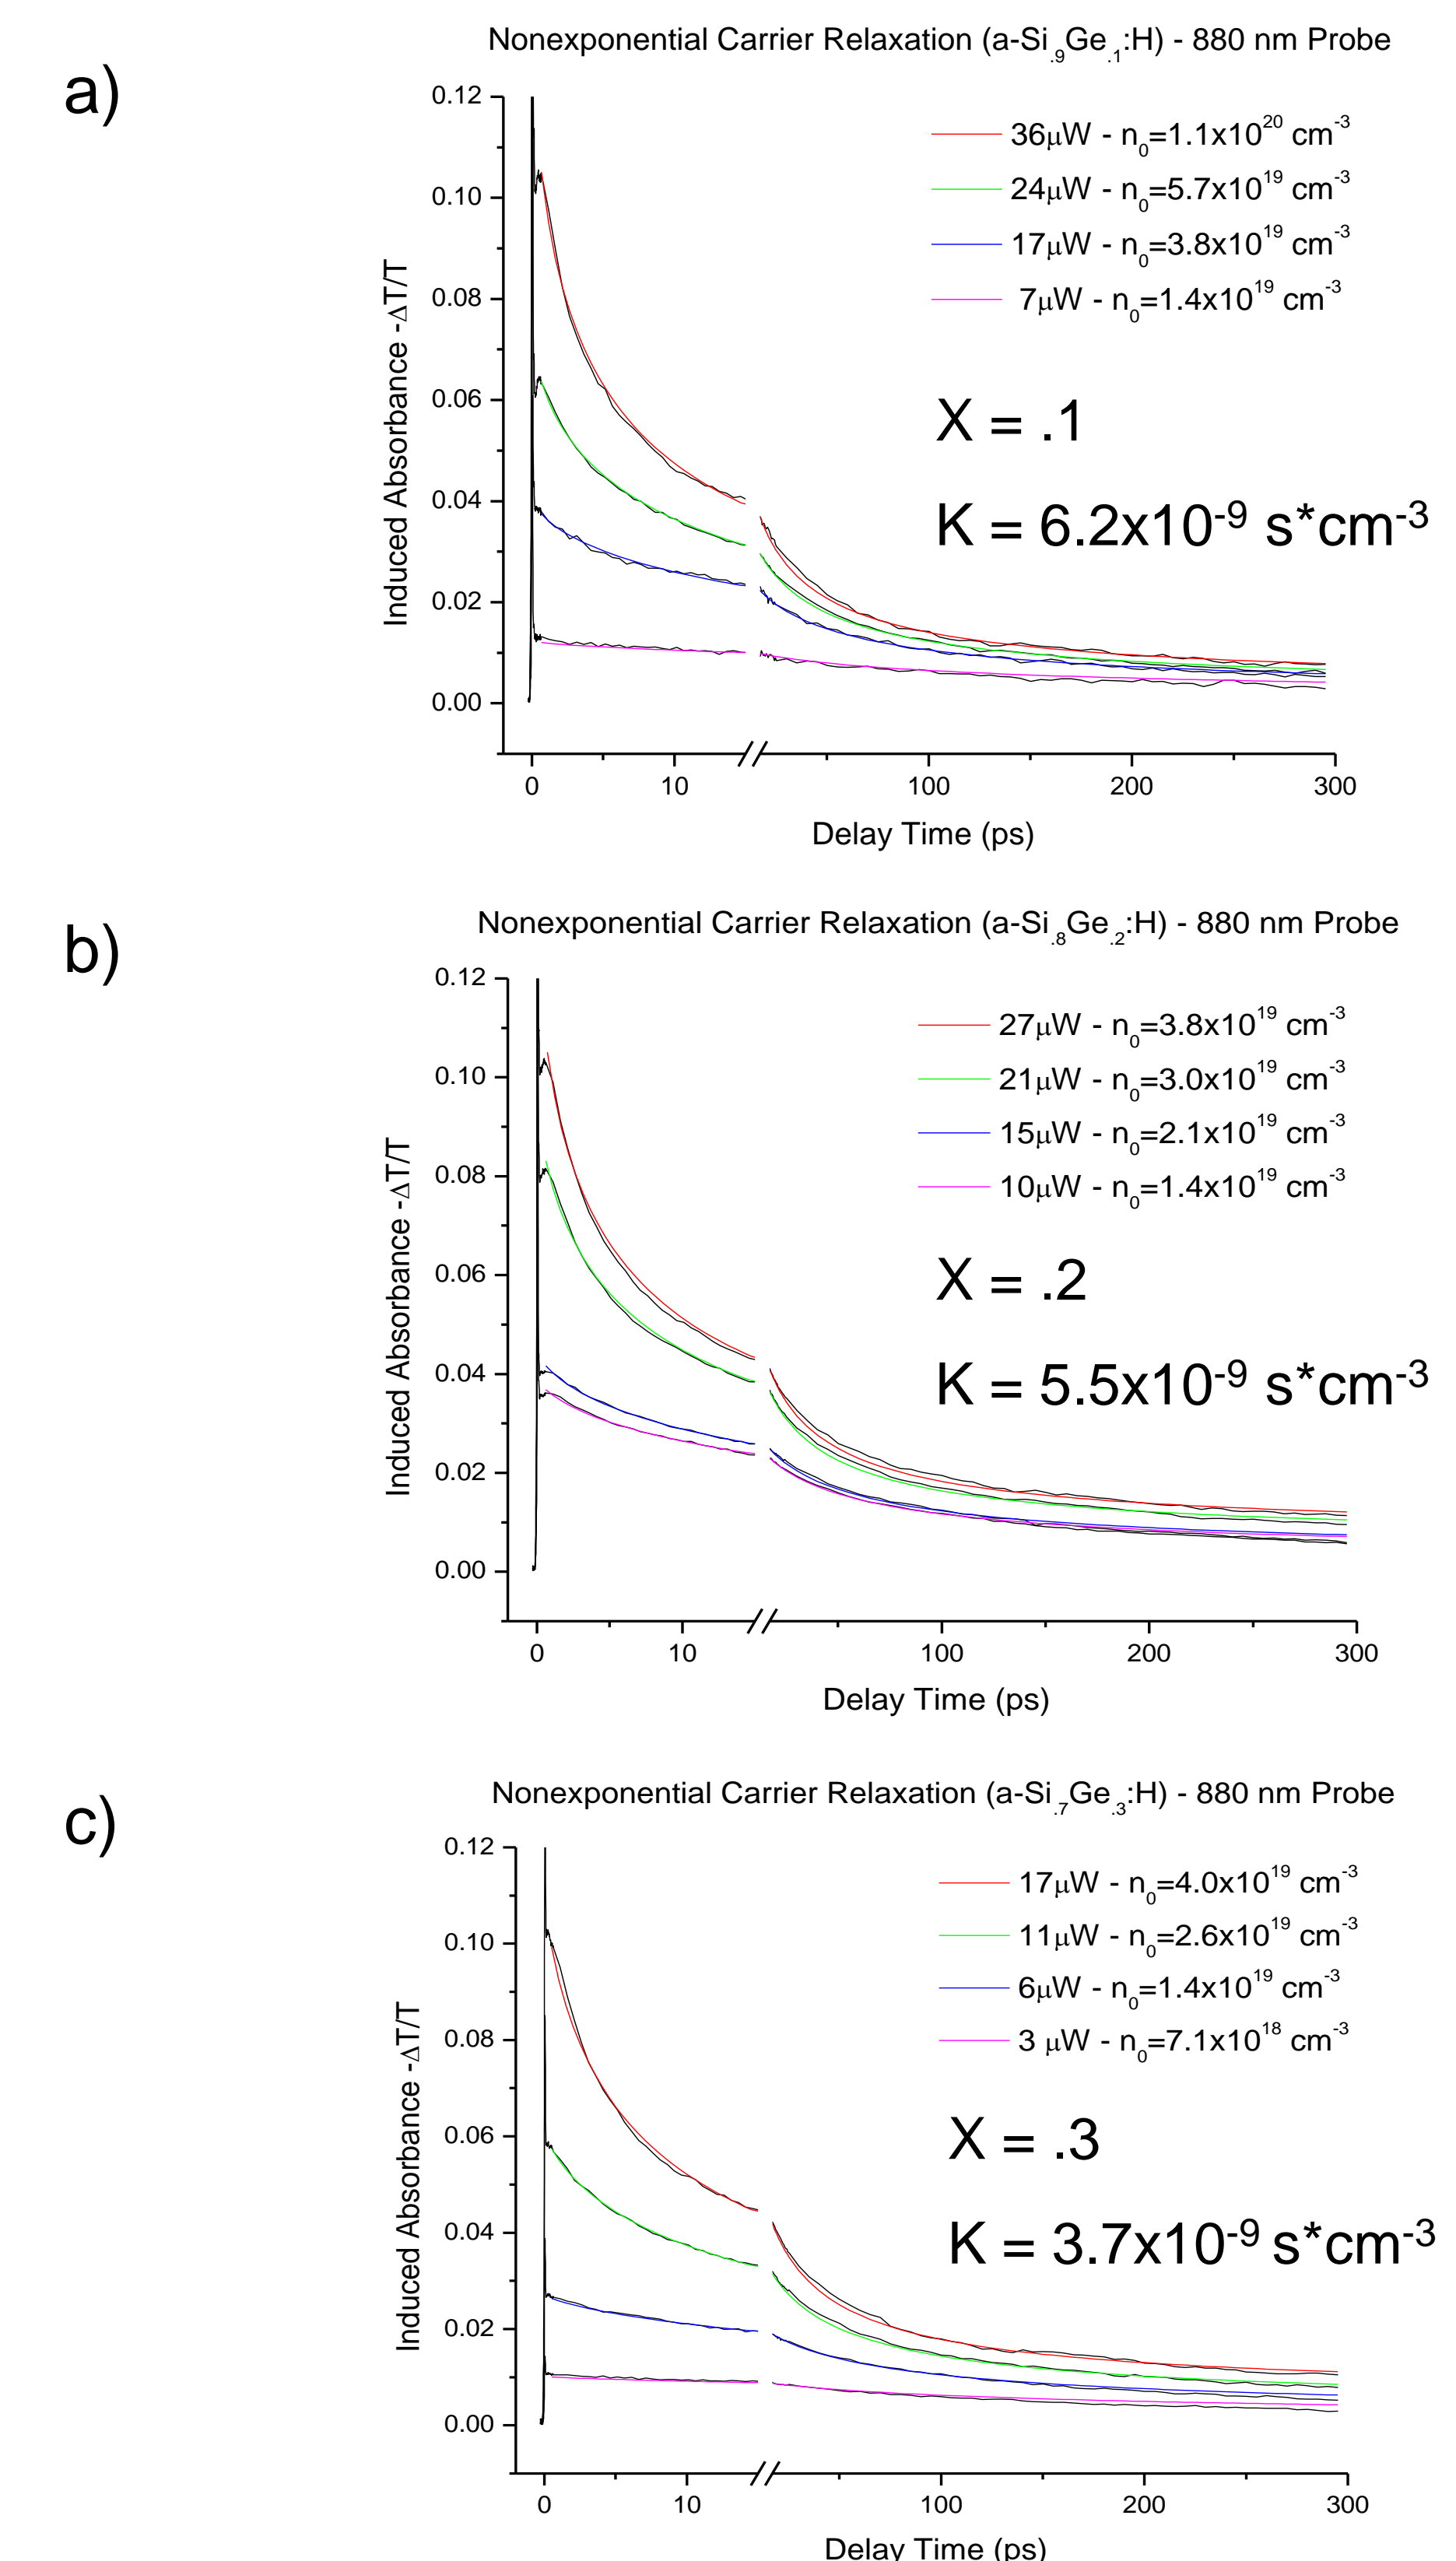 a)
Nonexponential Carrier Relaxation (a-Si.9Ge.1:H) - 880 nm Probe
0.12
0.10
0.08
0.06
0.04
0.02
0.00
Induced Absorbance -ΔT/T
36μW - n0=1.1x10^20 cm^-3
24μW - n0=5.7x10^19 cm^-3
17μW - n0=3.8x10^19 cm^-3
7μW - n0=1.4x10^19 cm^-3
X = .1
K = 6.2x10^-9 s*cm^-3
0 10 100 200 300
Delay Time (ps)
b)
Nonexponential Carrier Relaxation (a-Si.8Ge.2:H) - 880 nm Probe
0.12
0.10
0.08
0.06
0.04
0.02
0.00
Induced Absorbance -ΔT/T
27μW - n0=3.8x10^19 cm^-3
21μW - n0=3.0x10^19 cm^-3
15μW - n0=2.1x10^19 cm^-3
10μW - n0=1.4x10^19 cm^-3
X = .2
K = 5.5x10^-9 s*cm^-3
0 10 100 200 300
Delay Time (ps)
c)
Nonexponential Carrier Relaxation (a-Si.7Ge.3:H) - 880 nm Probe
0.12
0.10
0.08
0.06
0.04
0.02
0.00
Induced Absorbance -ΔT/T
17μW - n0=4.0x10^19 cm^-3
11μW - n0=2.6x10^19 cm^-3
6μW - n0=1.4x10^19 cm^-3
3 μW - n0=7.1x10^18 cm^-3
X = .3
K = 3.7x10^-9 s*cm^-3
0 10 100 200 300
Delay Time (ps)